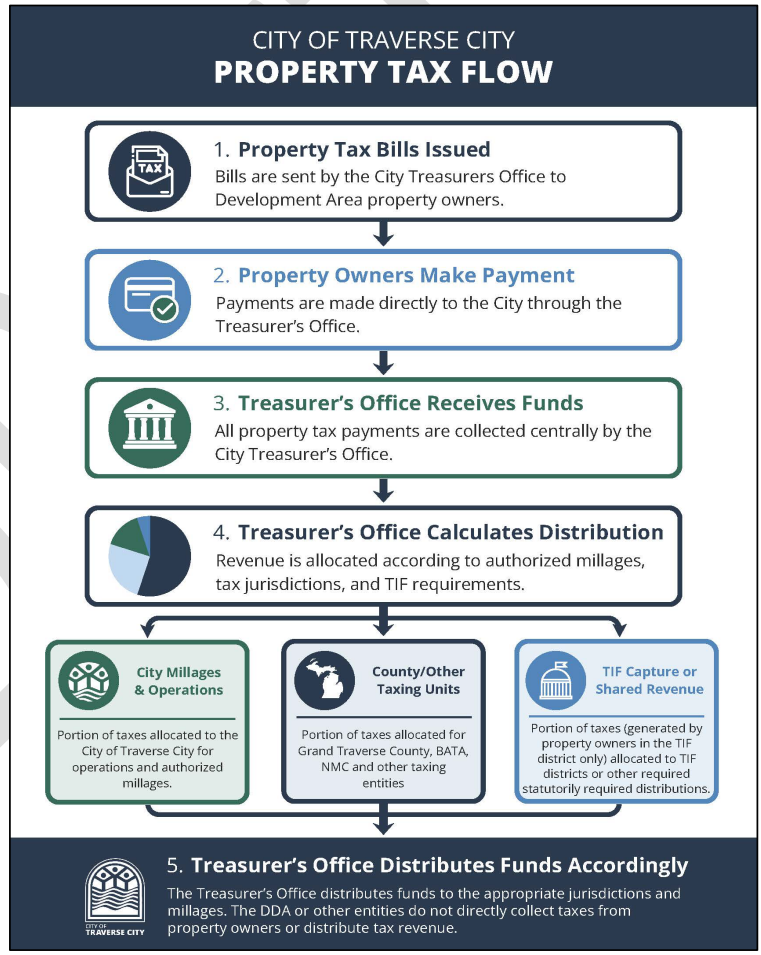 CITY OF TRAVERSE CITY
PROPERTY TAX FLOW
TAX
1. Property Tax Bills Issued
Bills are sent by the City Treasurers Office to
Development Area property owners.
2. Property Owners Make Payment
Payments are made directly to the City through the
Treasurer's Office.
3. Treasurer's Office Receives Funds
All property tax payments are collected centrally by the
City Treasurer's Office.
4. Treasurer's Office Calculates Distribution
Revenue is allocated according to authorized millages,
tax jurisdictions, and TIF requirements.
City Millages
& Operations
Portion of taxes allocated to the
City of Traverse City for
operations and authorized
millages.
County/Other
Taxing Units
Portion of taxes allocated for
Grand Traverse County, BATA,
NMC and other taxing
entities
TIF Capture or
Shared Revenue
Portion of taxes (generated by
property owners in the TIF
district only) allocated to TIF
districts or other required
statutorily required distributions.
5. Treasurer's Office Distributes Funds Accordingly
The Treasurer's Office distributes funds to the appropriate jurisdictions and
millages. The DDA or other entities do not directly collect taxes from
property owners or distribute tax revenue.
CITY OF
TRAVERSE CITY